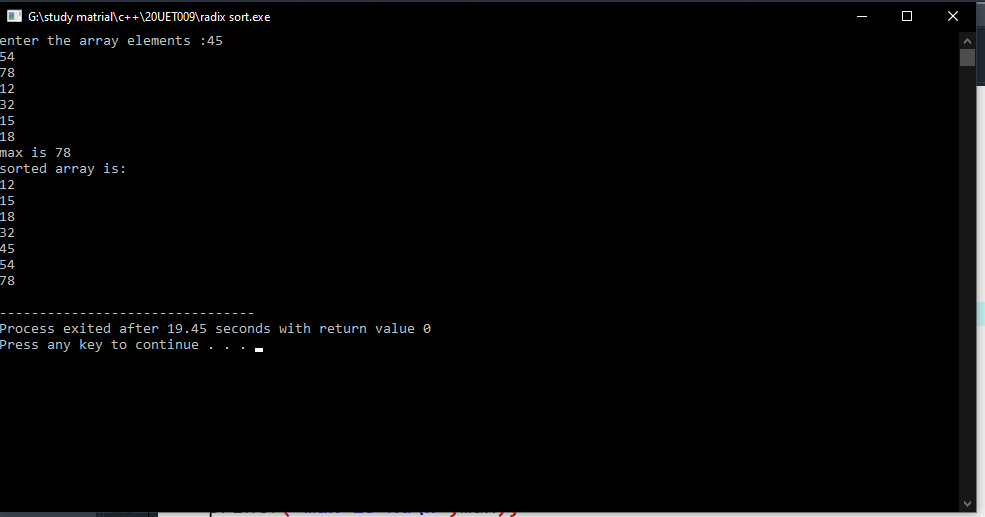 G:\study matrial\c++\20UET009\radix sort.exe
enter the array elements :45
54
78
12
32
15
18
max is 78
sorted array is:
12
15
18
32
45
54
78
--------------------------------
Process exited after 19.45 seconds with return value 0
Press any key to continue . . .